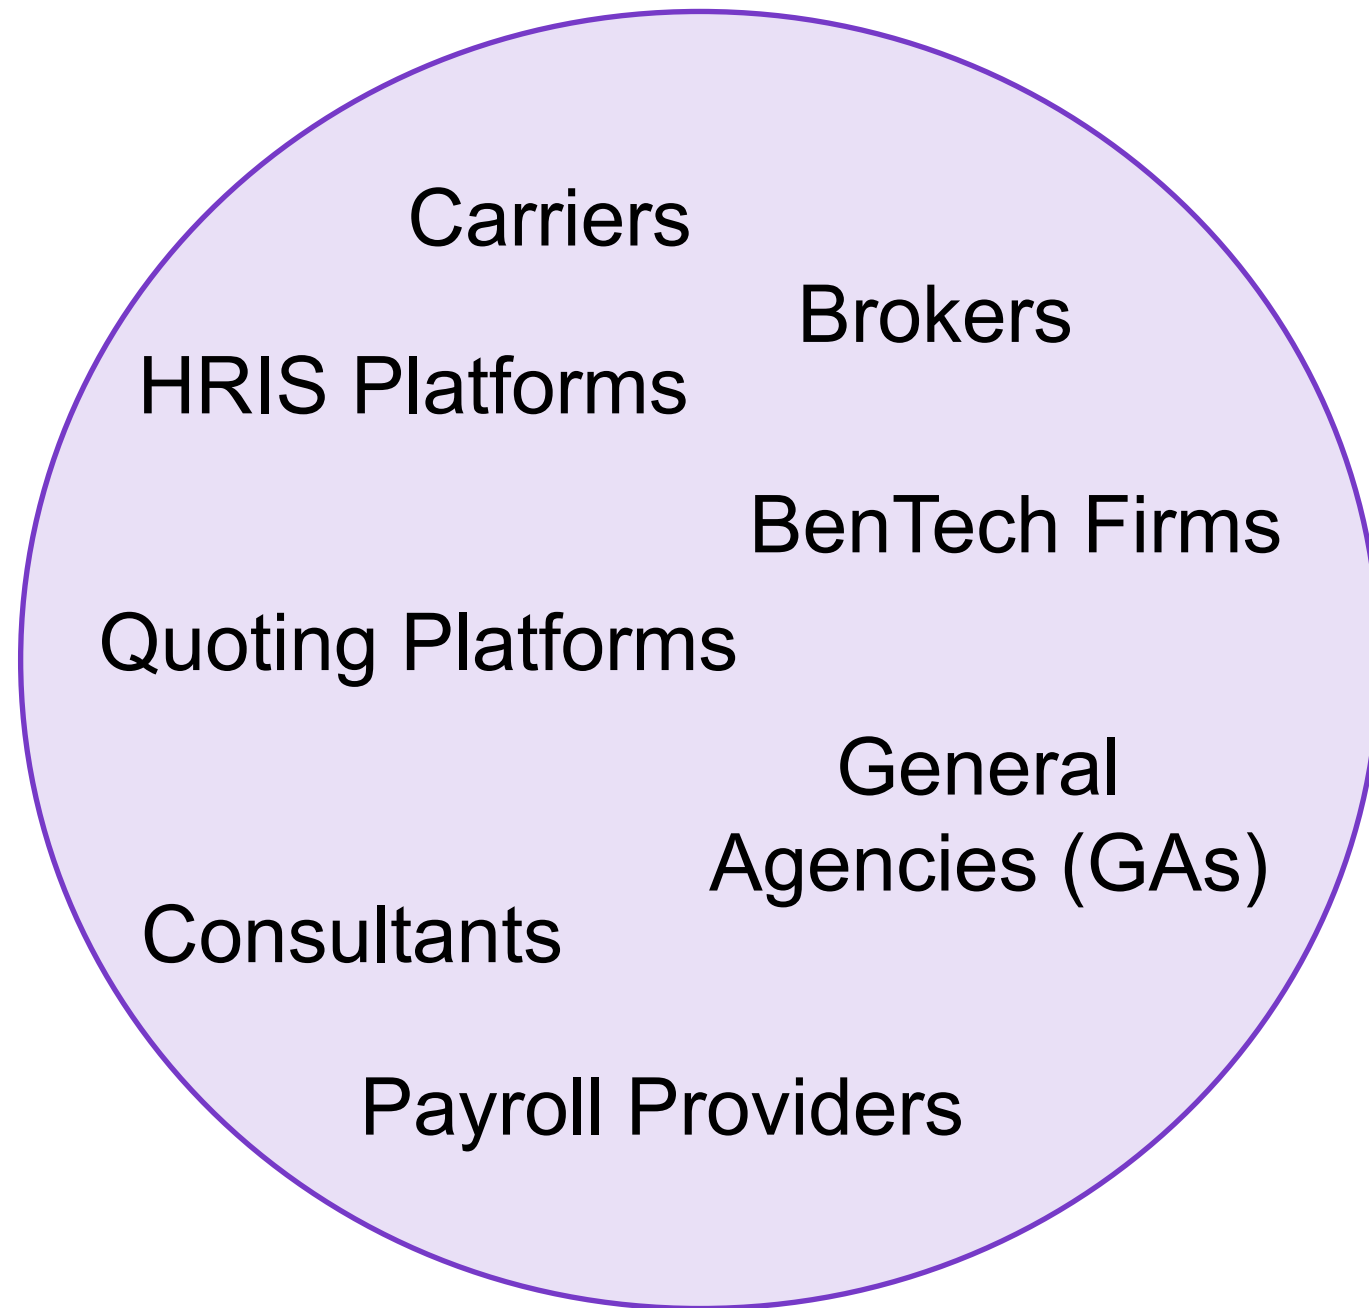 Carriers
Brokers
HRIS Platforms
BenTech Firms
Quoting Platforms
General
Agencies (GAs)
Consultants
Payroll Providers